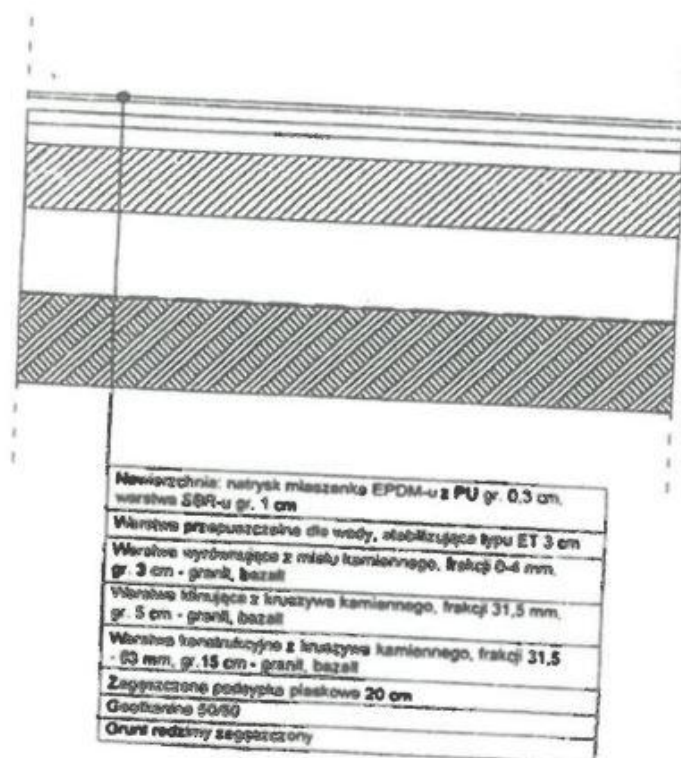 Nawierzchnia: natrysk mieszanka EPDM-u z PU gr. 0,3 cm,
warstwa SBR-u gr. 1 cm
Warstwa przepuszczalna dla wody, stabilizująca typu ET 3 cm
Warstwa wyrównująca z miału kamiennego, frakcji 0-4 mm,
gr. 3 cm - granit, bazalt
Warstwa klinująca z kruszywa kamiennego, frakcji 31,5 mm,
gr. 5 cm - granit, bazalt
Warstwa konstrukcyjna z kruszywa kamiennego, frakcji 31,5
- 63 mm, gr. 15 cm - granit, bazalt
Zagęszczona podsypka piaskowa 20 cm
Geotkanina 50/50
Grunt rodzimy zagęszczony